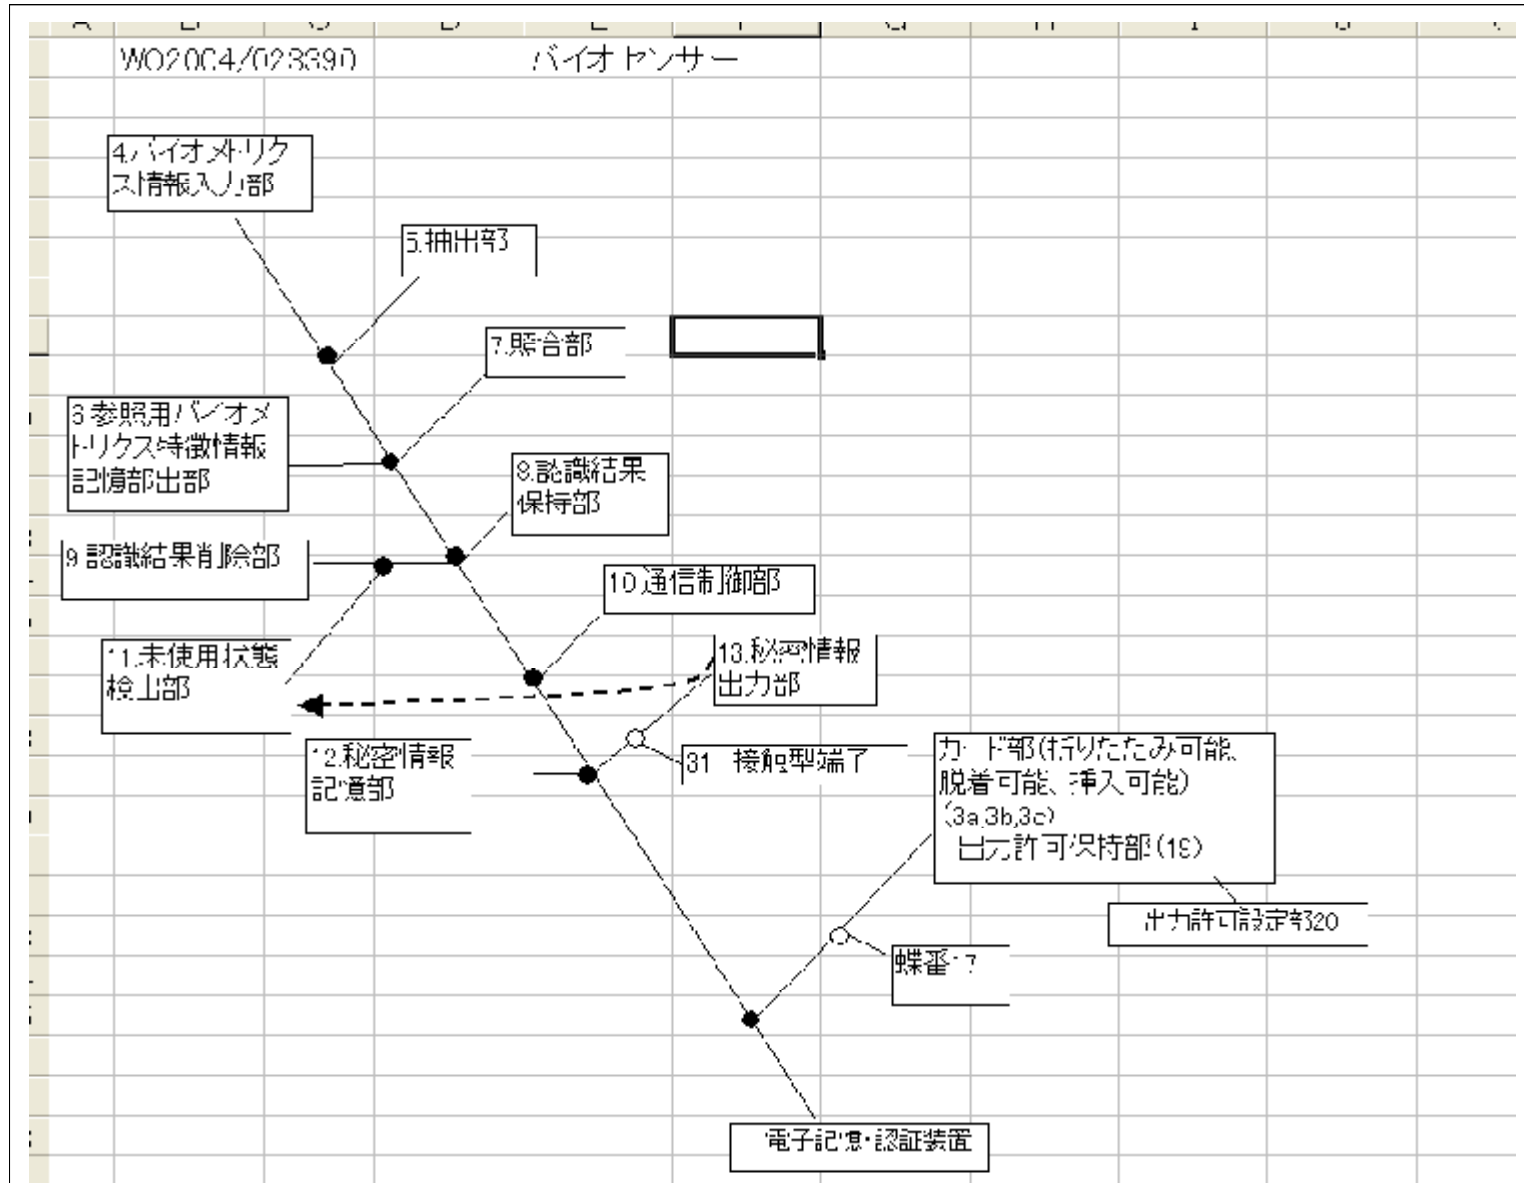 WO2004/023390 バイオセンサー
4.バイオメトリク
ス情報入力部
5.抽出部
7.照合部
6.参照用バイオメ
トリクス特徴情報
記憶部出部
8.認識結果
保持部
9.認識結果削除部
10.通信制御部
11.未使用状態
検出部
13.秘密情報
出力部
12.秘密情報
記憶部
31 接触型端子
カード部(折りたたみ可能、
脱着可能、挿入可能)
(3a,3b,3c)
出力許可保持部(19)
出力許可設定部20
蝶番17
電子記憶・認証装置